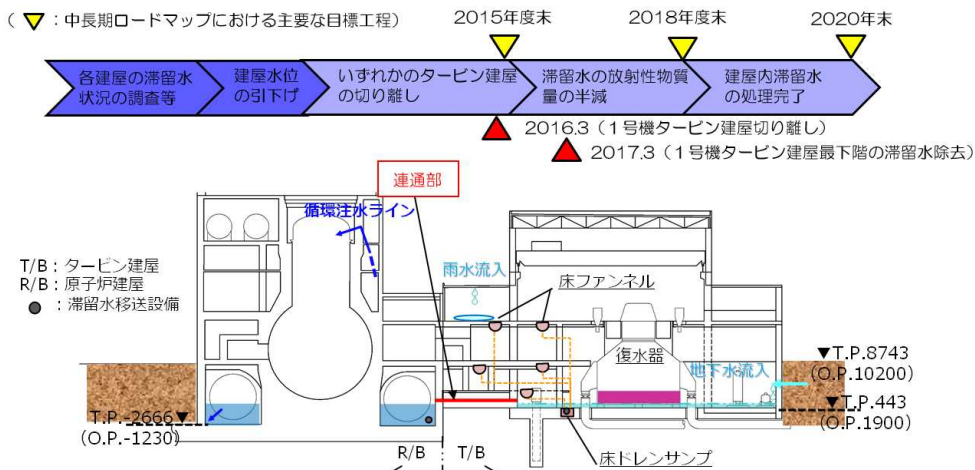 （ ▽ ：中長期ロードマップにおける主要な目標工程）
2015年度末
2018年度末
2020年末
各建屋の滞留水
状況の調査等
建屋水位
の引下げ
いずれかのタービン建屋
の切り離し
滞留水の放射性物質
量の半減
建屋内滞留水
の処理完了
2016.3（１号機タービン建屋切り離し）
2017.3（１号機タービン建屋最下階の滞留水除去）
連通部
循環注水ライン
T/B：タービン建屋
R/B：原子炉建屋
● ：滞留水移送設備
雨水流入
床ファンネル
復水器
地下水流入
▼T.P.8743
(O.P.10200)
▼T.P.443
(O.P.1900)
T.P.-2666▼
(O.P.-1230)
R/B
T/B
床ドレンサンプ